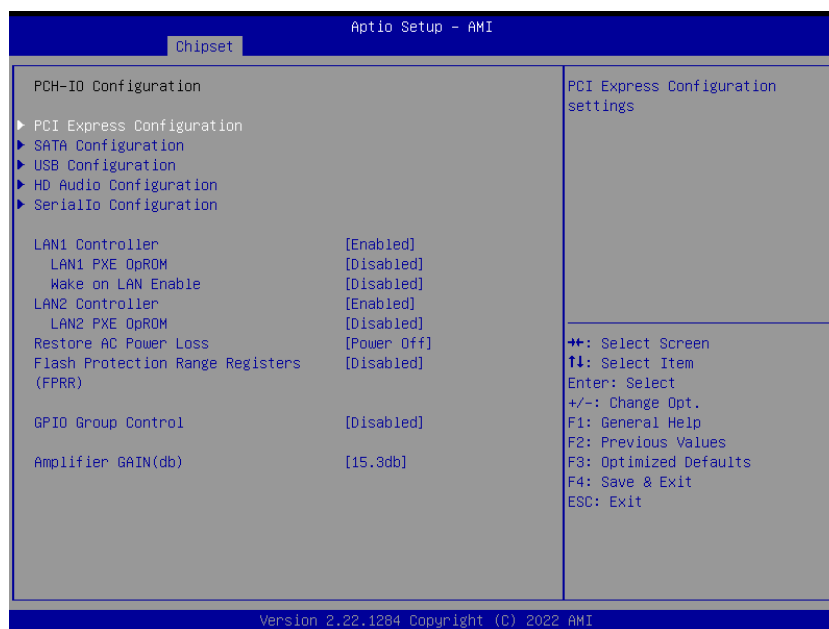 Aptio Setup – AMI
Chipset
PCH-IO Configuration
PCI Express Configuration
SATA Configuration
USB Configuration
HD Audio Configuration
SerialIo Configuration
LAN1 Controller [Enabled]
LAN1 PXE OpROM [Disabled]
Wake on LAN Enable [Disabled]
LAN2 Controller [Enabled]
LAN2 PXE OpROM [Disabled]
Restore AC Power Loss [Power Off]
Flash Protection Range Registers [Disabled]
(FPRR)
GPIO Group Control [Disabled]
Amplifier GAIN(db) [15.3db]
PCI Express Configuration
settings
→←: Select Screen
↑↓: Select Item
Enter: Select
+/-: Change Opt.
F1: General Help
F2: Previous Values
F3: Optimized Defaults
F4: Save & Exit
ESC: Exit
Version 2.22.1284 Copyright (C) 2022 AMI